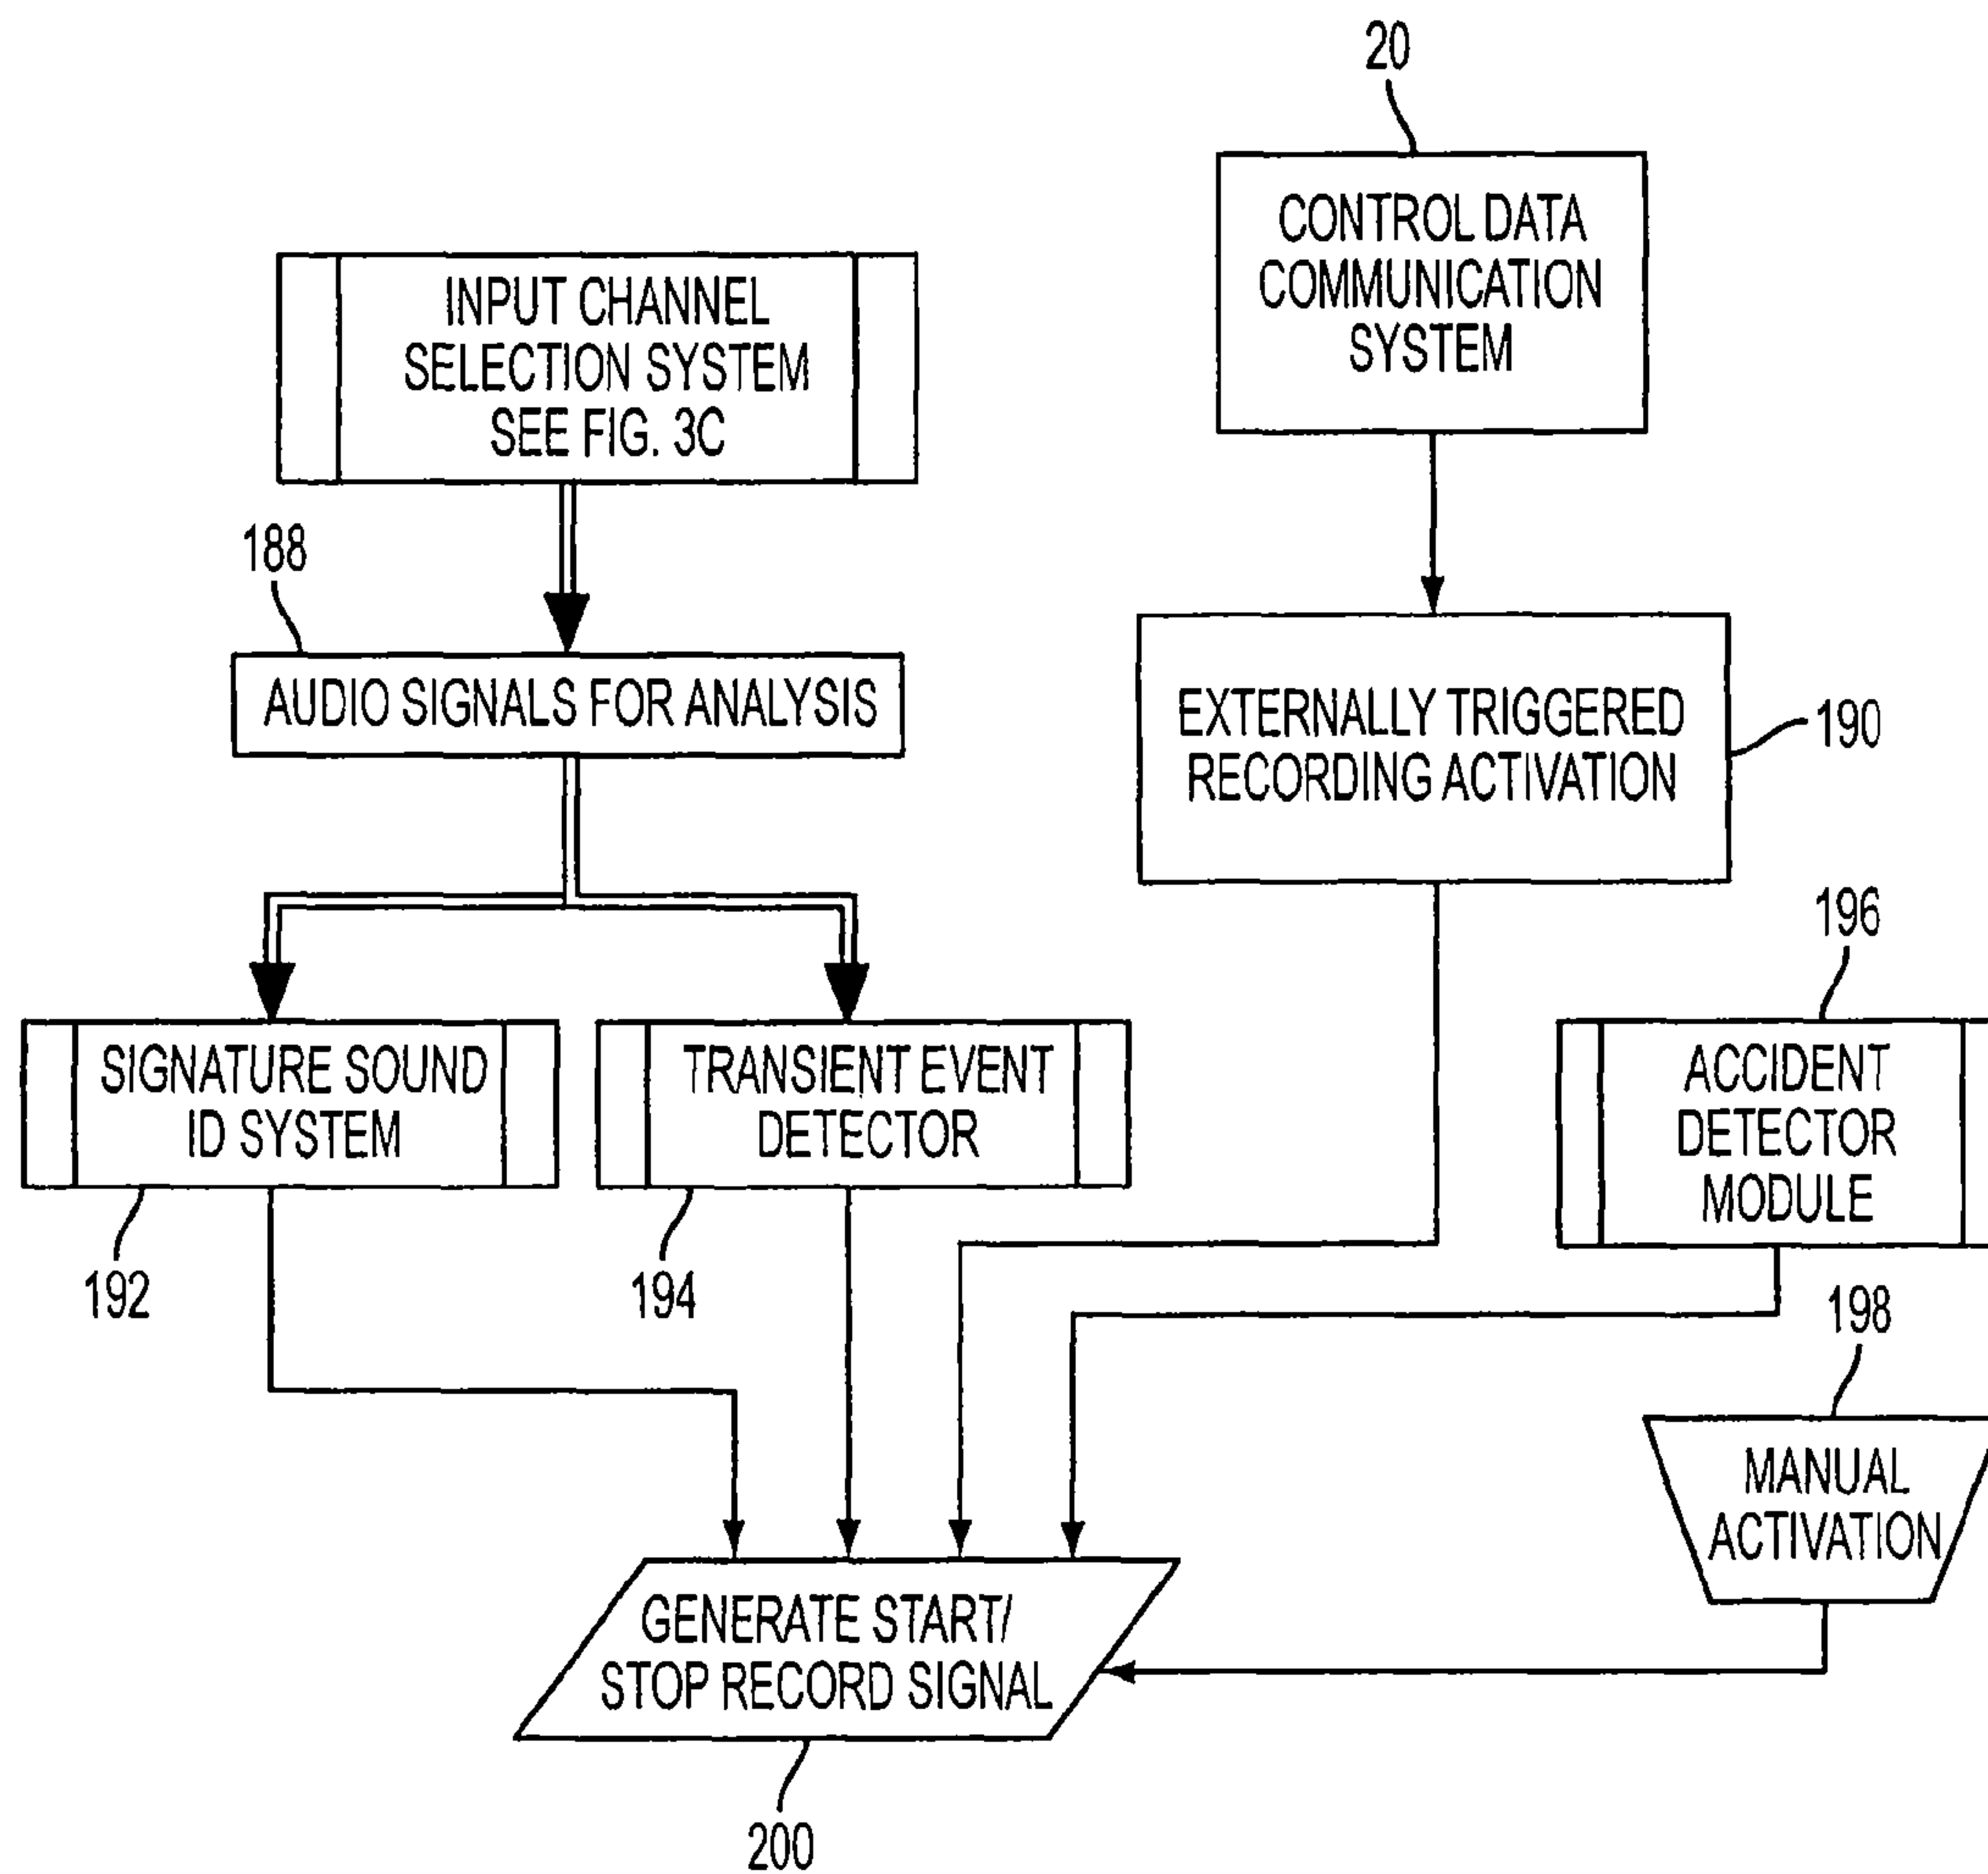 20
CONTROL DATA
COMMUNICATION
SYSTEM
INPUT CHANNEL
SELECTION SYSTEM
SEE FIG. 3C
188
AUDIO SIGNALS FOR ANALYSIS
EXTERNALLY TRIGGERED
RECORDING ACTIVATION
190
196
SIGNATURE SOUND
ID SYSTEM
TRANSIENT EVENT
DETECTOR
ACCIDENT
DETECTOR
MODULE
192
194
198
MANUAL
ACTIVATION
GENERATE START/
STOP RECORD SIGNAL
200